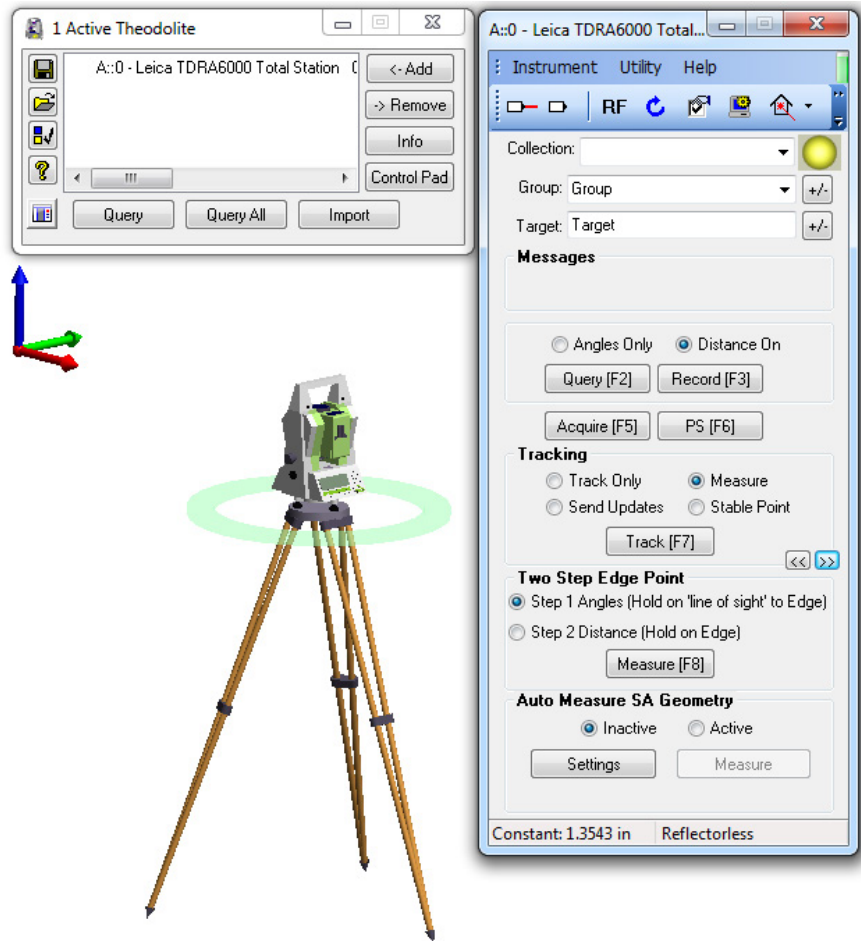 1 Active Theodolite
A::0 - Leica TDRA6000 Total Station
<- Add
-> Remove
Info
Control Pad
Query
Query All
Import
A::0 - Leica TDRA6000 Total...
Instrument Utility Help
RF
Collection:
Group: Group
+/-
Target: Target
+/-
Messages
Angles Only Distance On
Query [F2] Record [F3]
Acquire [F5] PS [F6]
Tracking
Track Only Measure
Send Updates Stable Point
Track [F7]
<< >>
Two Step Edge Point
Step 1 Angles (Hold on 'line of sight' to Edge)
Step 2 Distance (Hold on Edge)
Measure [F8]
Auto Measure SA Geometry
Inactive Active
Settings Measure
Constant: 1.3543 in Reflectorless